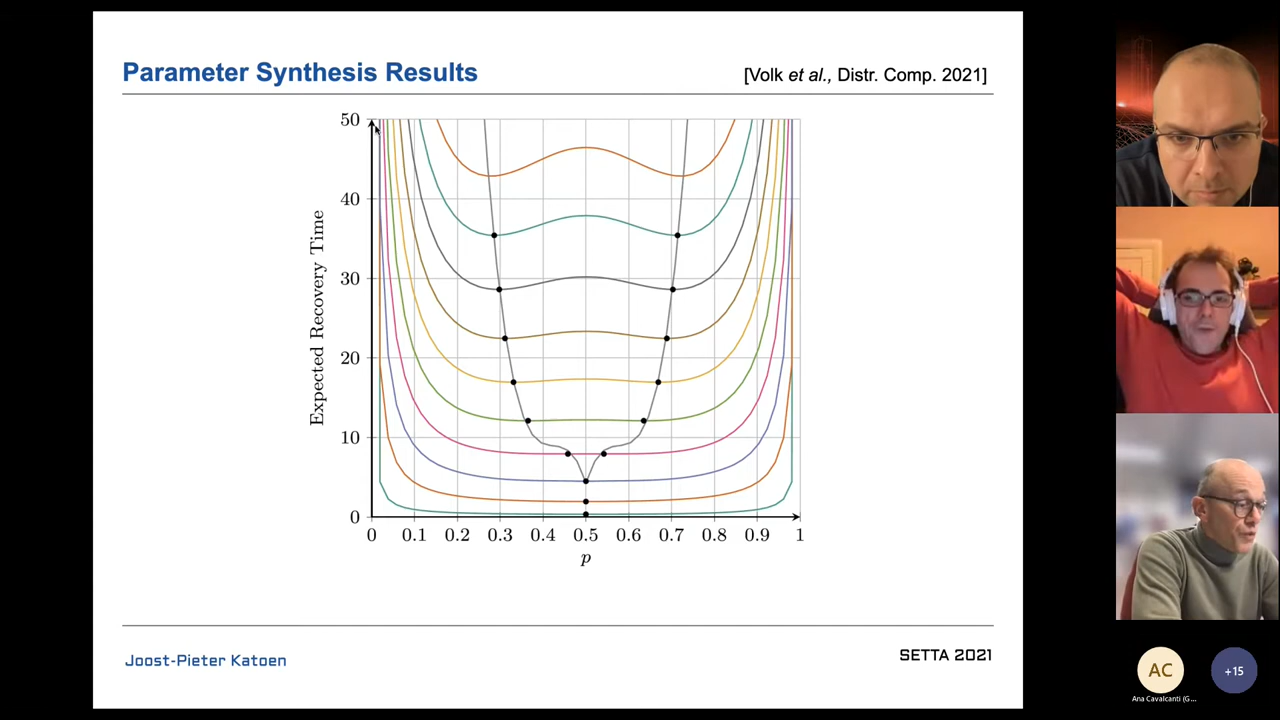 Parameter Synthesis Results
[Volk et al., Distr. Comp. 2021]
Expected Recovery Time
50
40
30
20
10
0
0 0.1 0.2 0.3 0.4 0.5 0.6 0.7 0.8 0.9 1
p
Joost-Pieter Katoen
SETTA 2021
AC
+15
Ana Cavalcanti (G...